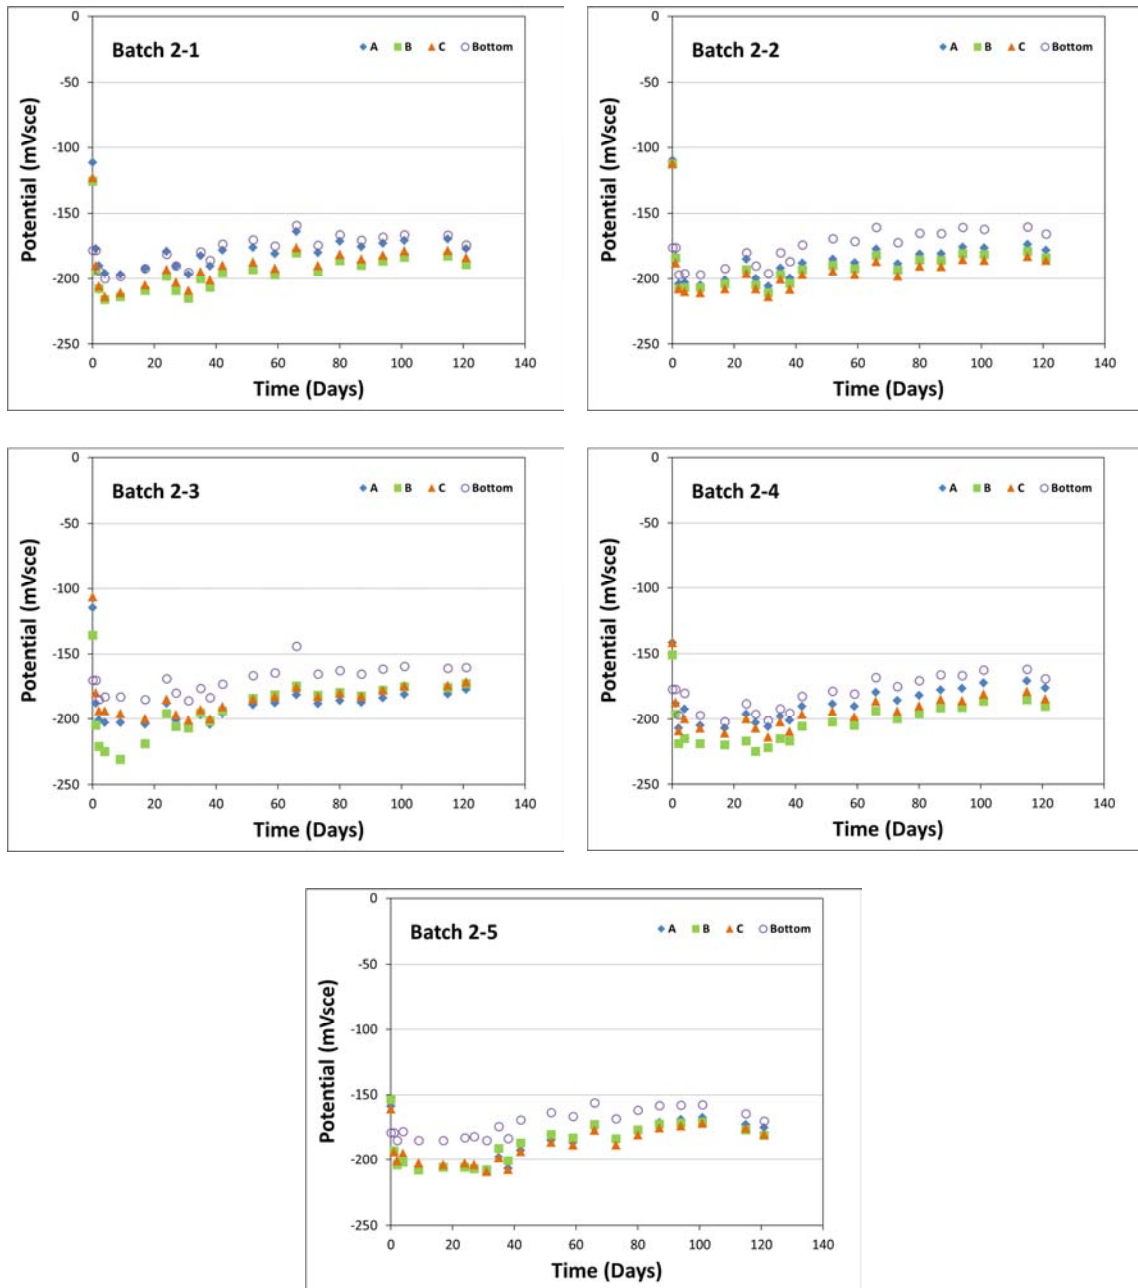 Batch 2-1
A B C Bottom
0
-50
-100
-150
-200
-250
0 20 40 60 80 100 120 140
Potential (mVsce)
Time (Days)
Batch 2-2
A B C Bottom
0
-50
-100
-150
-200
-250
0 20 40 60 80 100 120 140
Potential (mVsce)
Time (Days)
Batch 2-3
A B C Bottom
0
-50
-100
-150
-200
-250
0 20 40 60 80 100 120 140
Potential (mVsce)
Time (Days)
Batch 2-4
A B C Bottom
0
-50
-100
-150
-200
-250
0 20 40 60 80 100 120 140
Potential (mVsce)
Time (Days)
Batch 2-5
A B C Bottom
0
-50
-100
-150
-200
-250
0 20 40 60 80 100 120 140
Potential (mVsce)
Time (Days)